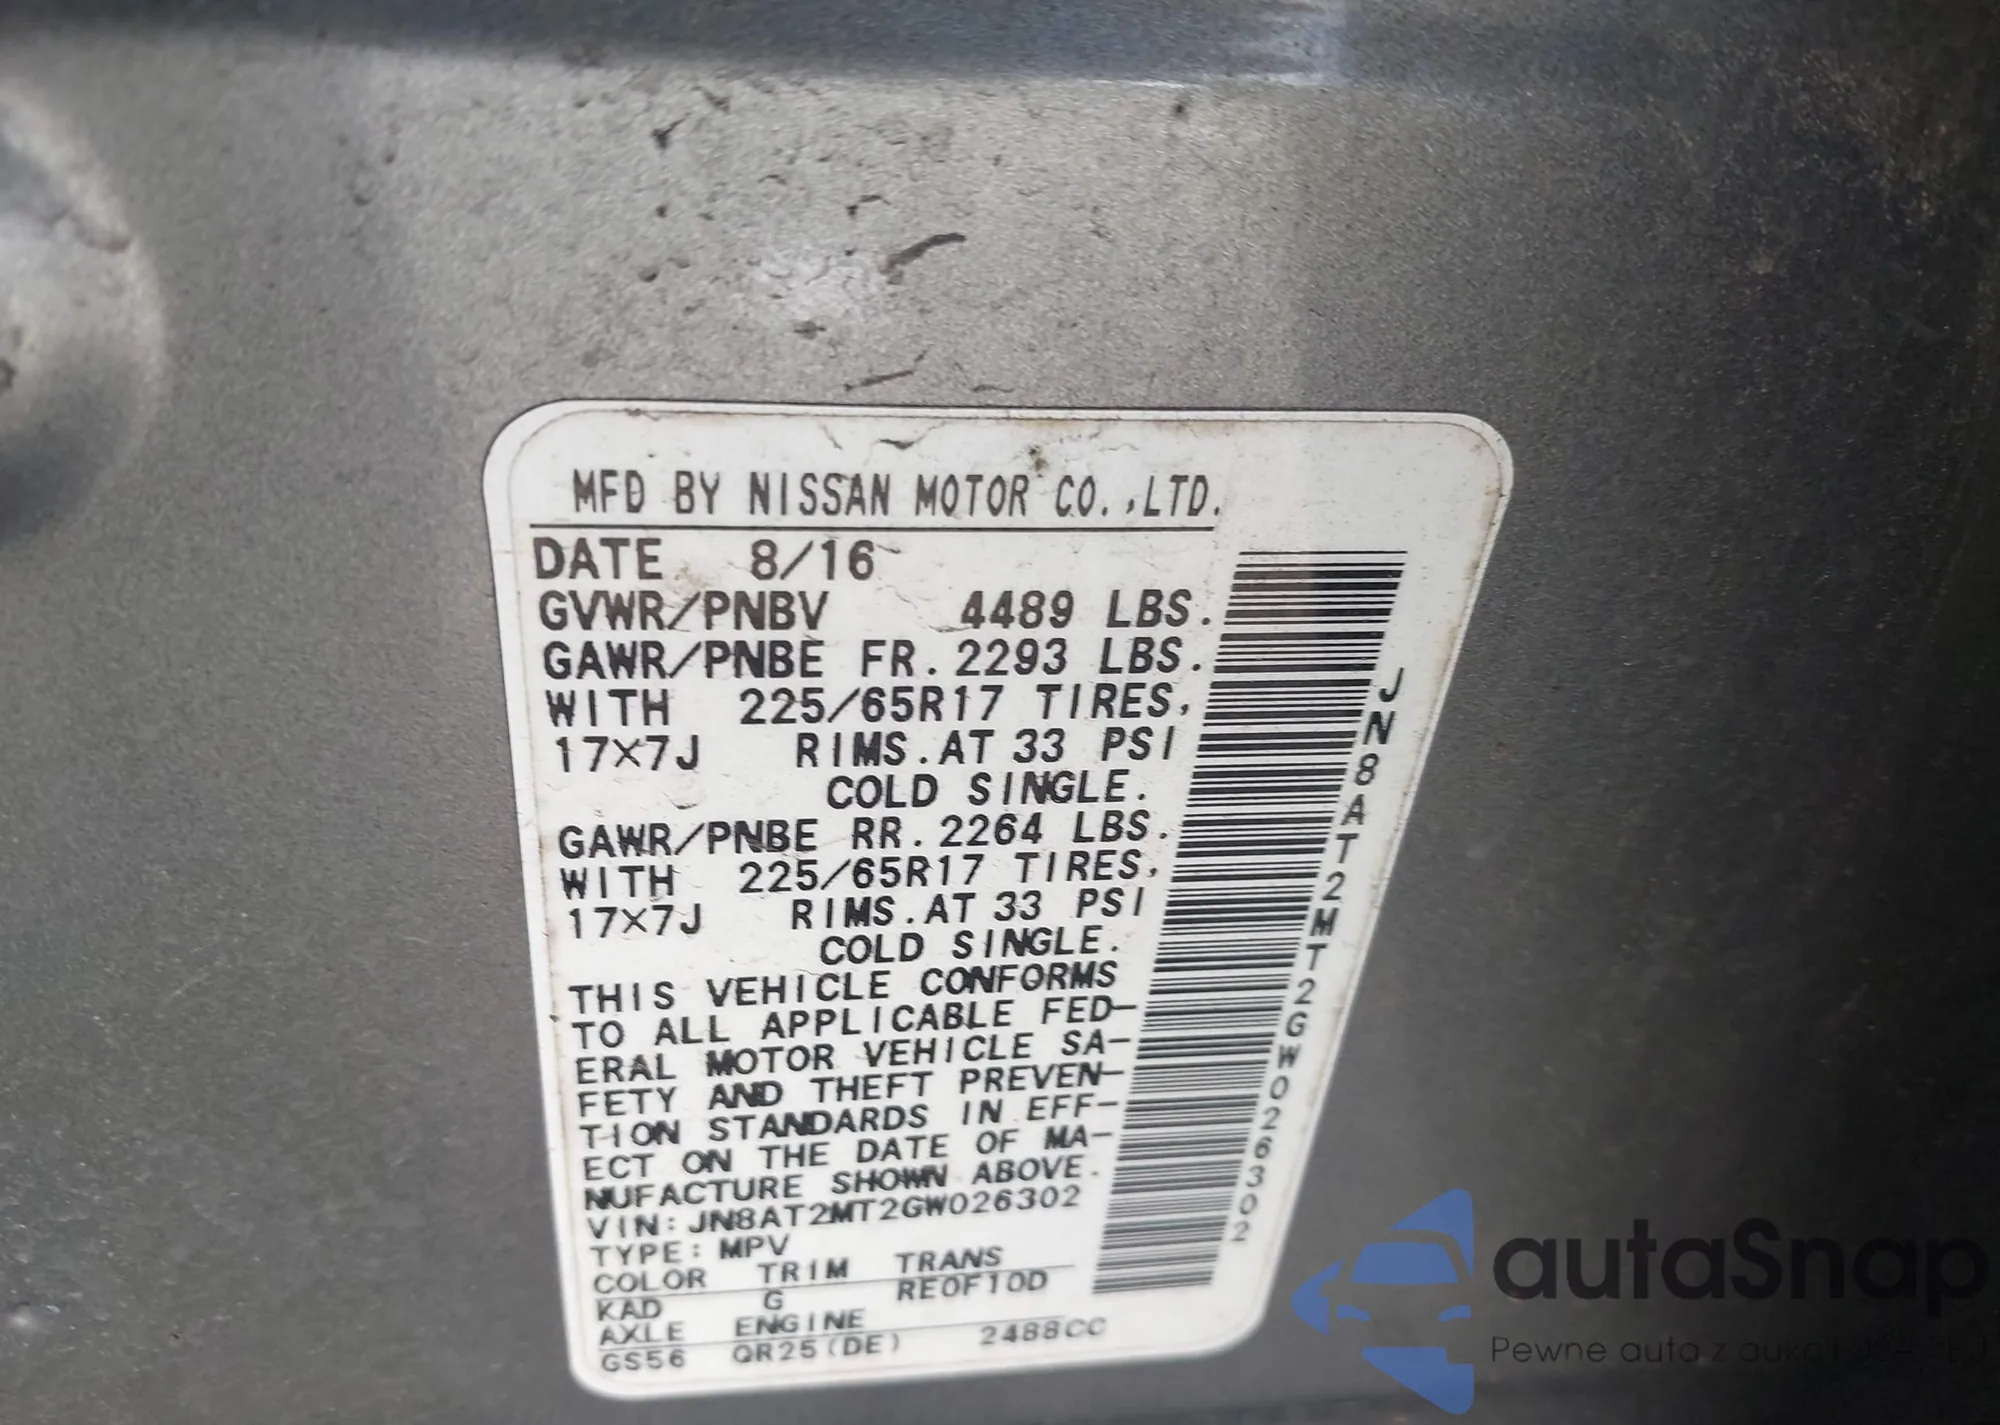 MFD BY NISSAN MOTOR CO.,LTD.
DATE 8/16
GVWR/PNBV 4489 LBS.
GAWR/PNBE FR. 2293 LBS.
WITH 225/65R17 TIRES,
17×7J RIMS.AT 33 PSI
COLD SINGLE.
GAWR/PNBE RR. 2264 LBS.
WITH 225/65R17 TIRES,
17×7J RIMS.AT 33 PSI
COLD SINGLE.
THIS VEHICLE CONFORMS
TO ALL APPLICABLE FED-
ERAL MOTOR VEHICLE SA-
FETY AND THEFT PREVEN-
TION STANDARDS IN EFF-
ECT ON THE DATE OF MA-
NUFACTURE SHOWN ABOVE.
VIN: JN8AT2MT2GW026302
TYPE: MPV
COLOR TRIM TRANS
KAD G RE0F10D
AXLE ENGINE
GS56 QR25(DE) 2488CC
JN8AT2MT2GW026302
autaSnap
Pewne auta z aukcji